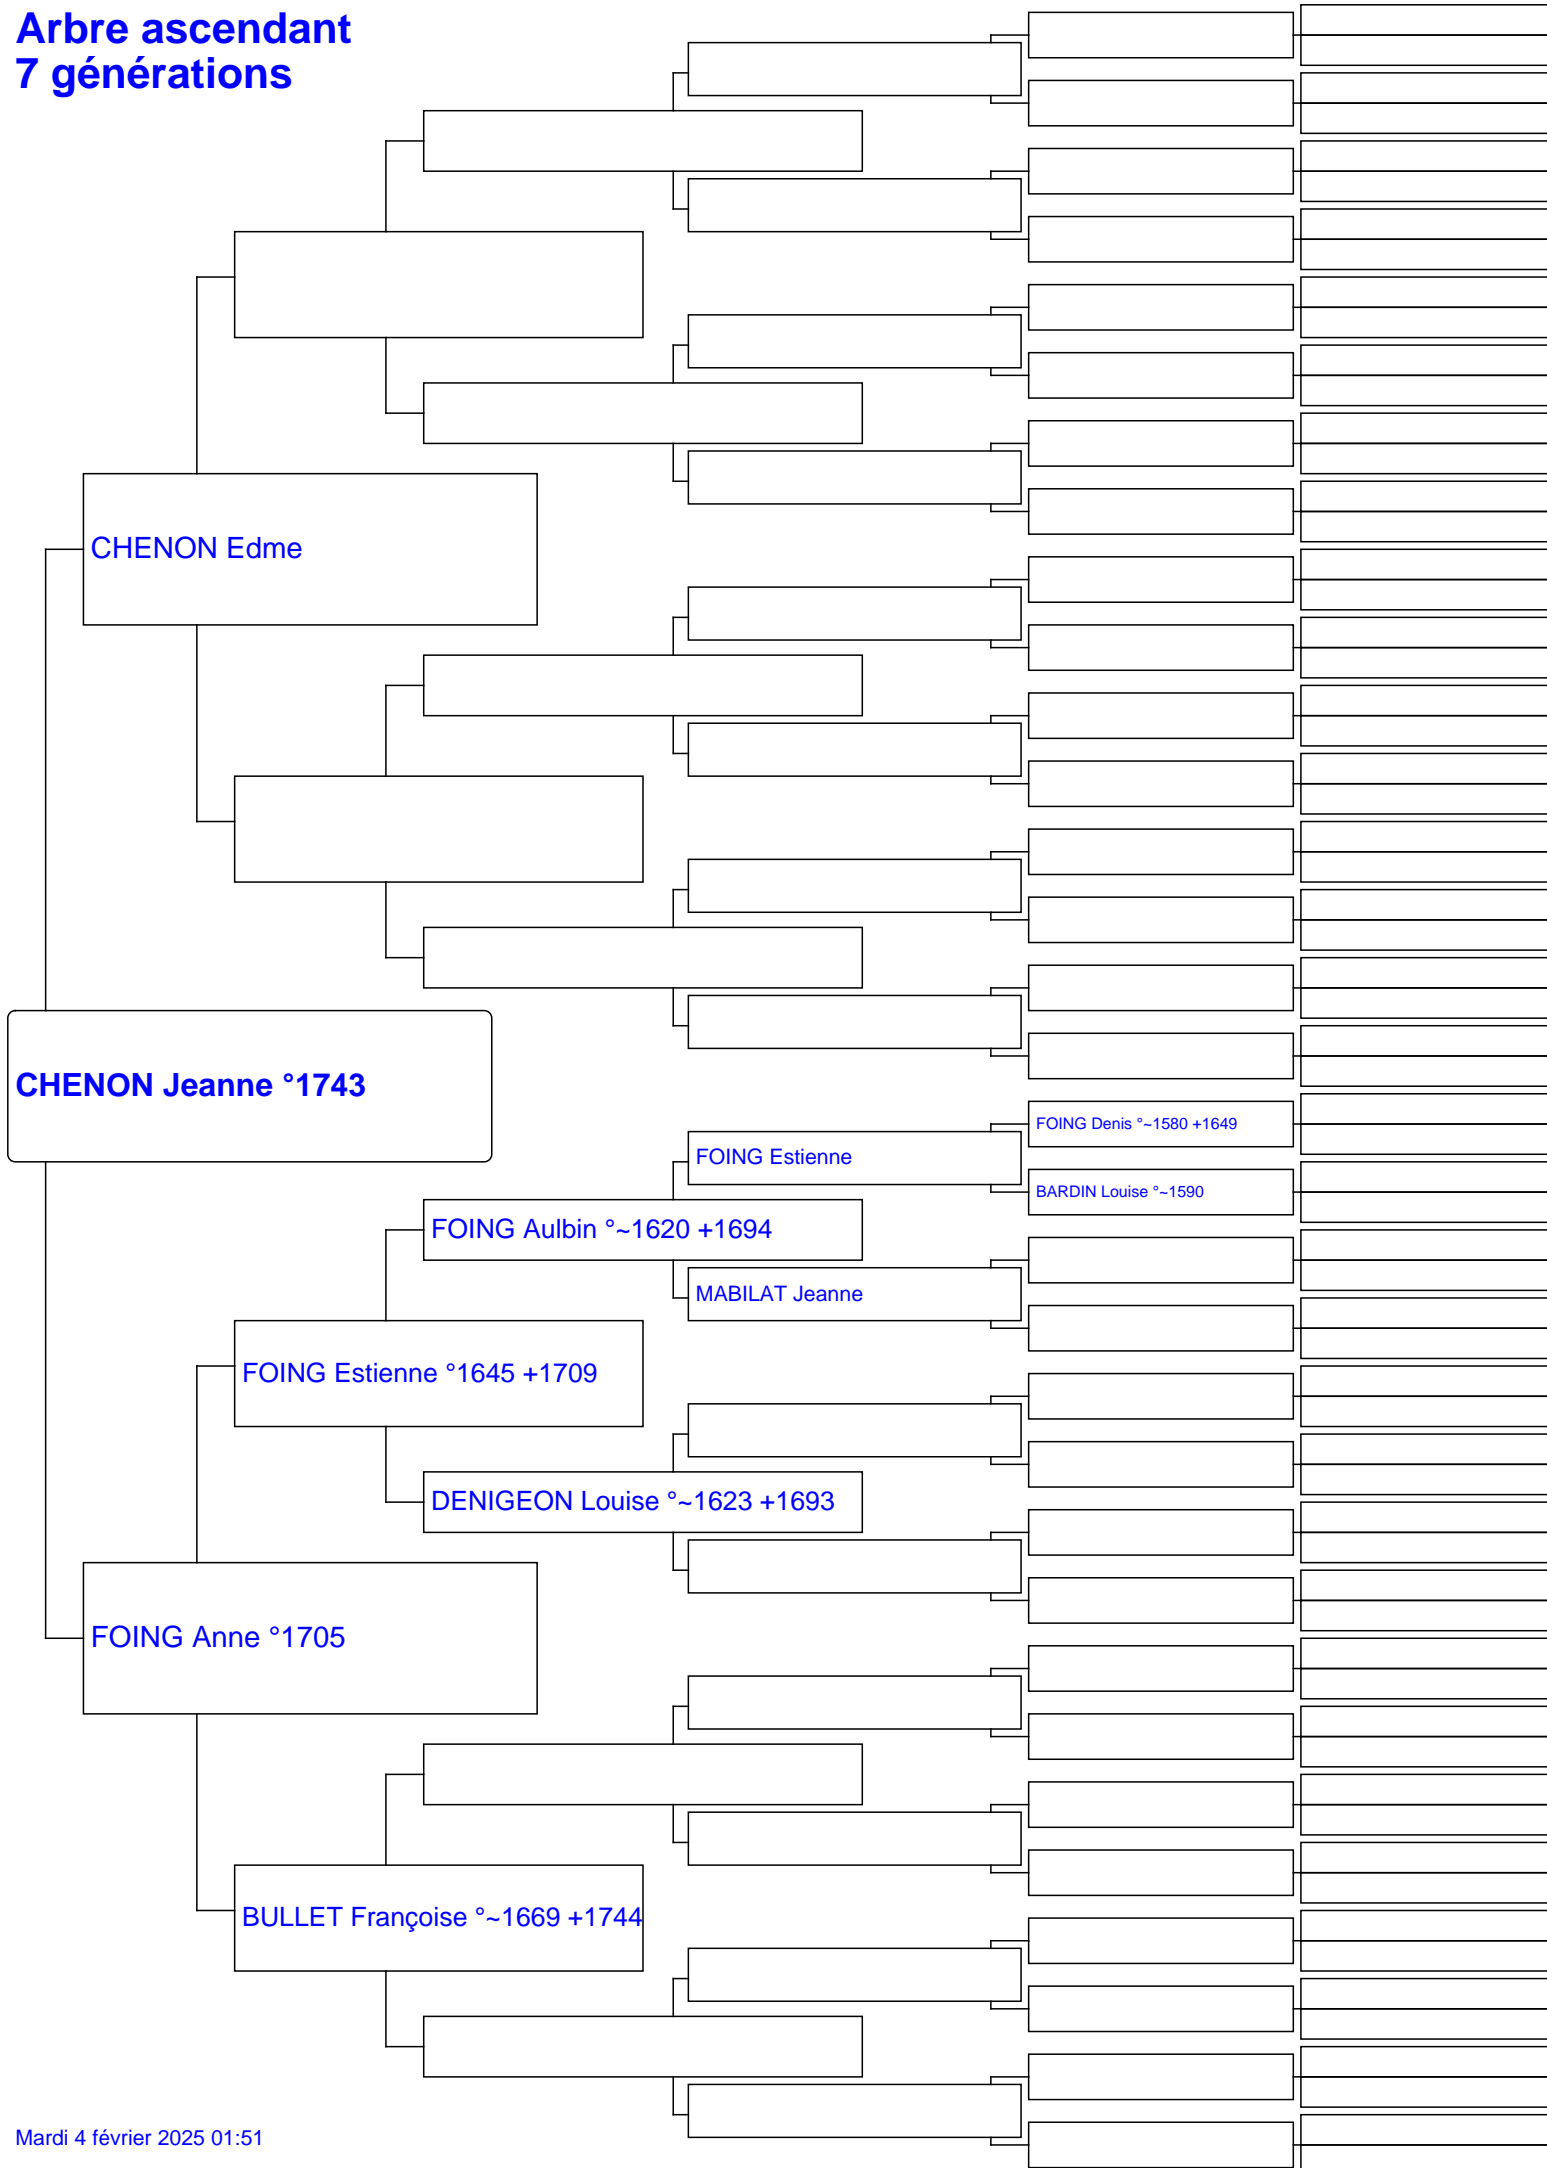 Arbre ascendant
7 générations
CHENON Edme
CHENON Jeanne °1743
FOING Denis °~1580 +1649
FOING Estienne
BARDIN Louise °~1590
FOING Aulbin °~1620 +1694
MABILAT Jeanne
FOING Estienne °1645 +1709
DENIGEON Louise °~1623 +1693
FOING Anne °1705
BULLET Françoise °~1669 +1744
Mardi 4 février 2025 01:51